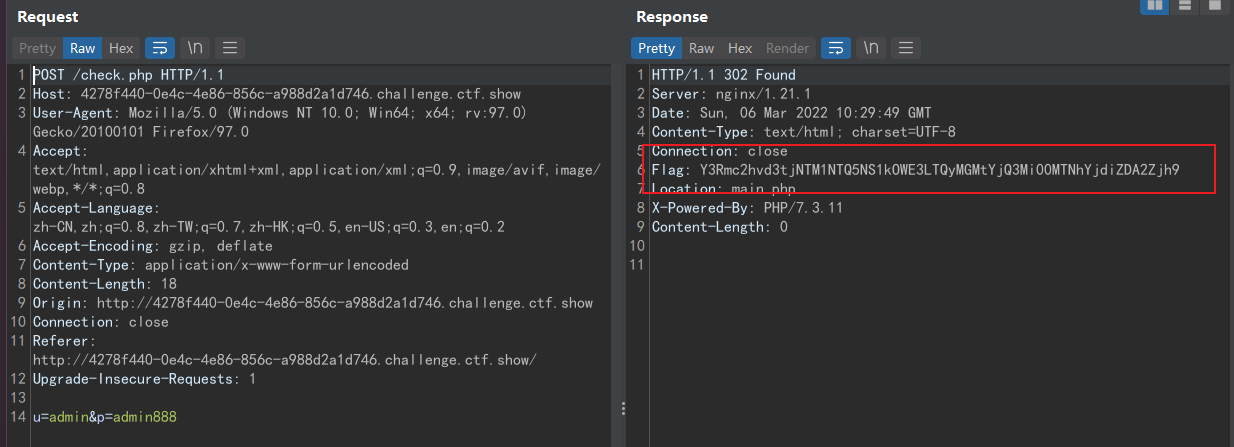 Request
Pretty Raw Hex \n
1 POST /check.php HTTP/1.1
2 Host: 4278f440-0e4c-4e86-856c-a988d2a1d746.challenge.ctf.show
3 User-Agent: Mozilla/5.0 (Windows NT 10.0; Win64; x64; rv:97.0)
Gecko/20100101 Firefox/97.0
4 Accept:
text/html,application/xhtml+xml,application/xml;q=0.9,image/avif,image/
webp,*/*;q=0.8
5 Accept-Language:
zh-CN,zh;q=0.8,zh-TW;q=0.7,zh-HK;q=0.5,en-US;q=0.3,en;q=0.2
6 Accept-Encoding: gzip, deflate
7 Content-Type: application/x-www-form-urlencoded
8 Content-Length: 18
9 Origin: http://4278f440-0e4c-4e86-856c-a988d2a1d746.challenge.ctf.show
10 Connection: close
11 Referer:
http://4278f440-0e4c-4e86-856c-a988d2a1d746.challenge.ctf.show/
12 Upgrade-Insecure-Requests: 1
13
14 u=admin&p=admin888
Response
Pretty Raw Hex Render \n
1 HTTP/1.1 302 Found
2 Server: nginx/1.21.1
3 Date: Sun, 06 Mar 2022 10:29:49 GMT
4 Content-Type: text/html; charset=UTF-8
5 Connection: close
6 Flag: Y3Rmc2hvd3tjNTM1NTQ5NS1kOWE3LTQyMGMtYjQ3Mi00MTNhYjdiZDA2Zjh9
7 Location: main.php
8 X-Powered-By: PHP/7.3.11
9 Content-Length: 0
10
11